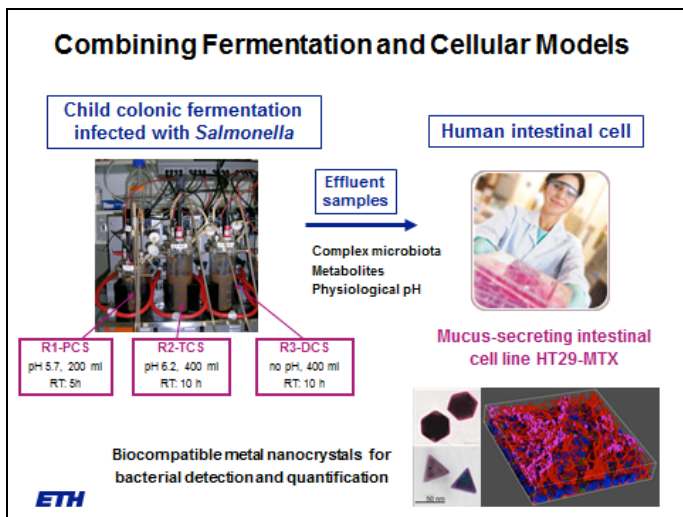 Combining Fermentation and Cellular Models
Child colonic fermentation
infected with Salmonella
Human intestinal cell
Effluent
samples
Complex microbiota
Metabolites
Physiological pH
R1-PCS
pH 5.7, 200 ml
RT: 5h
R2-TCS
pH 6.2, 400 ml
RT: 10 h
R3-DCS
no pH, 400 ml
RT: 10 h
Mucus-secreting intestinal
cell line HT29-MTX
Biocompatible metal nanocrystals for
bacterial detection and quantification
50 nm
ETH